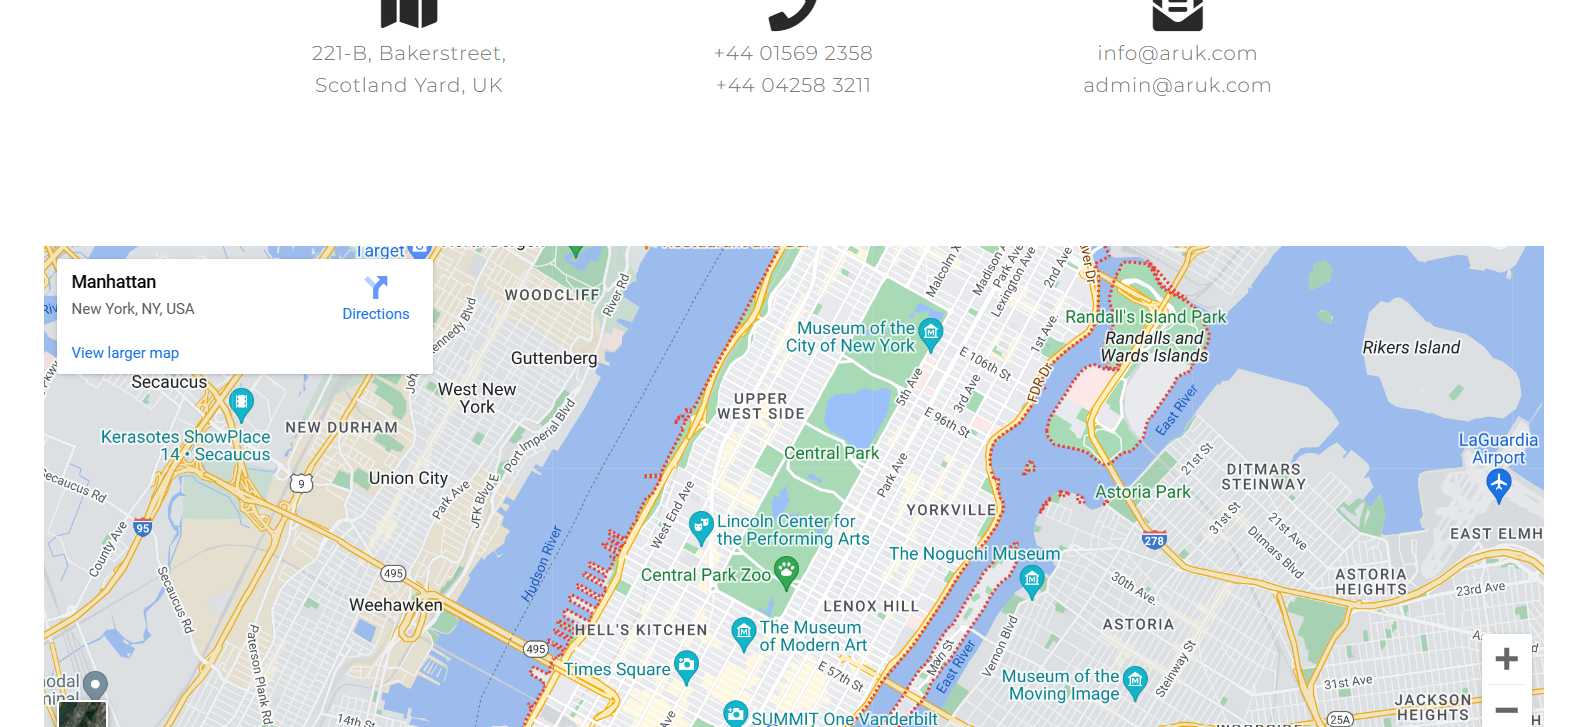 221-B, Bakerstreet,
Scotland Yard, UK
+44 01569 2358
+44 04258 3211
info@aruk.com
admin@aruk.com
Target
Manhattan
New York, NY, USA
Directions
View larger map
WOODCLIFF
River Rd
Guttenberg
Secaucus
West New
York
Kerasotes ShowPlace
14 • Secaucus
NEW DURHAM
Port Imperial Blvd
Union City
9
Park Ave
JFK Blvd E
95
County Ave
Secaucus Rd
495
Weehawken
Hudson River
495
Paterson Plank Rd
14th St
Malcolm X
Madison
Park Ave
Lexington Ave
2nd Ave
Museum of the
City of New York
1st Ave.
E 106th St
5th Ave
3rd Ave
E 96th St
FDR Dr
UPPER
WEST SIDE
Central Park
Park Ave
West End Ave
YORKVILLE
Lincoln Center for
the Performing Arts
The Noguchi Museum
Central Park Zoo
LENOX HILL
HELL'S KITCHEN
The Museum
of Modern Art
Times Square
E 57th St
SUMMIT One Vanderbilt
Main St
East River
Vernon Blvd
Randall's Island Park
Randalls and
Wards Islands
Rikers Island
East River
LaGuardia
Airport
21st St
DITMARS
STEINWAY
Astoria Park
31st St
21st Ave
Ditmars Blvd
278
EAST ELMH
ASTORIA
HEIGHTS
30th Ave.
23rd Ave
ASTORIA
Steinway St
Museum of the
Moving Image
31st Ave
JACKSON
HEIGHTS
25A